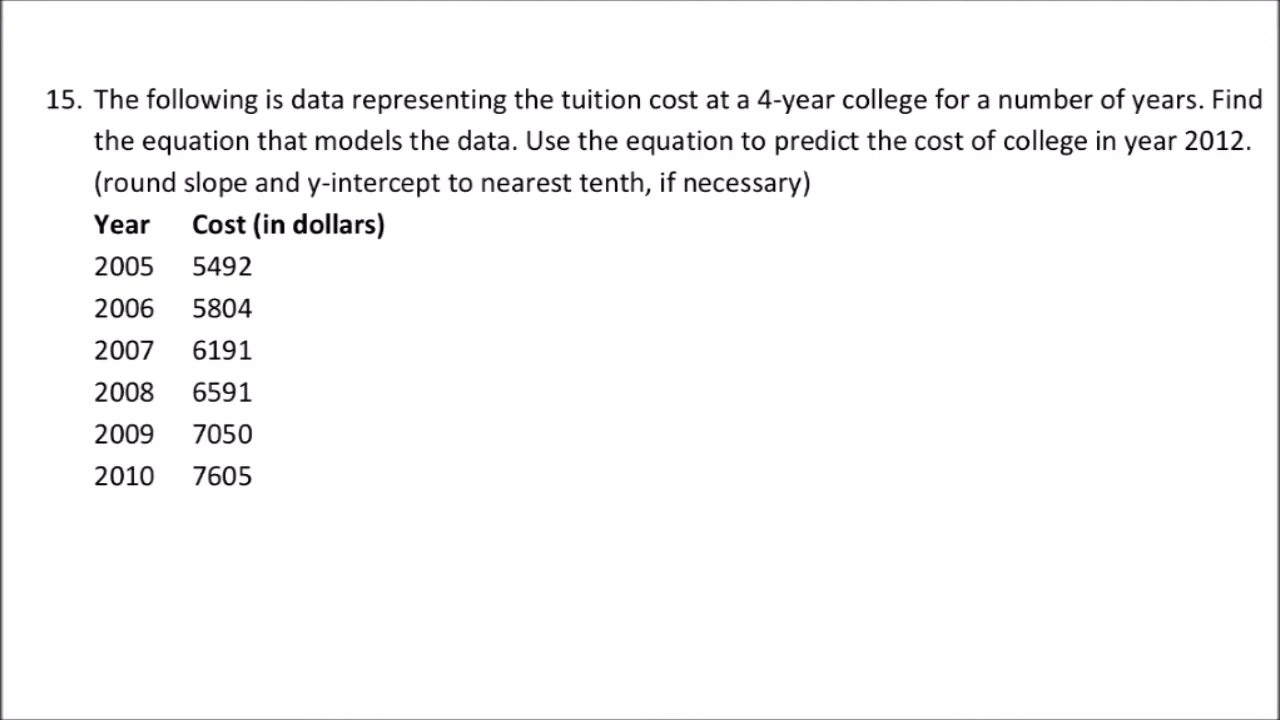 15. The following is data representing the tuition cost at a 4-year college for a number of years. Find
the equation that models the data. Use the equation to predict the cost of college in year 2012.
(round slope and y-intercept to nearest tenth, if necessary)
Year Cost (in dollars)
2005 5492
2006 5804
2007 6191
2008 6591
2009 7050
2010 7605